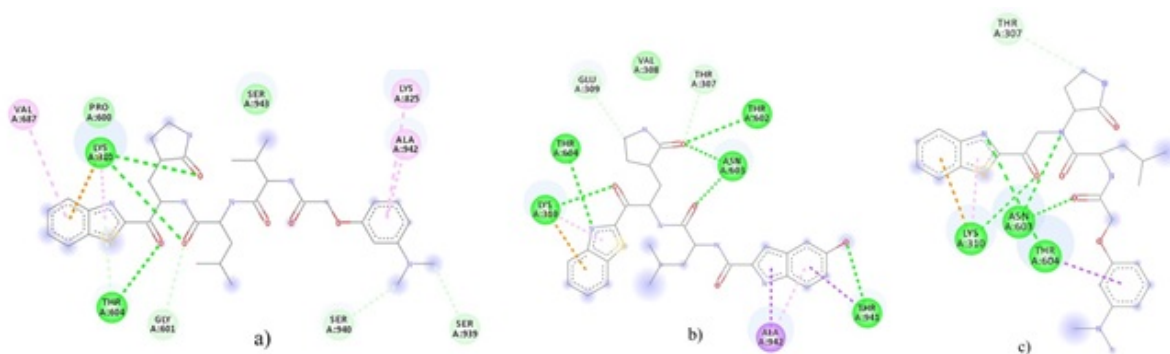 VAL
A:687
PRO
A:600
LYS
A:310
SER
A:943
LYS
A:825
ALA
A:942
THR
A:604
GLY
A:601
SER
A:940
SER
A:939
a)
GLU
A:309
VAL
A:308
THR
A:307
THR
A:602
THR
A:604
ASN
A:603
LYS
A:310
THR
A:941
ALA
A:942
b)
THR
A:307
LYS
A:310
ASN
A:603
THR
A:604
c)